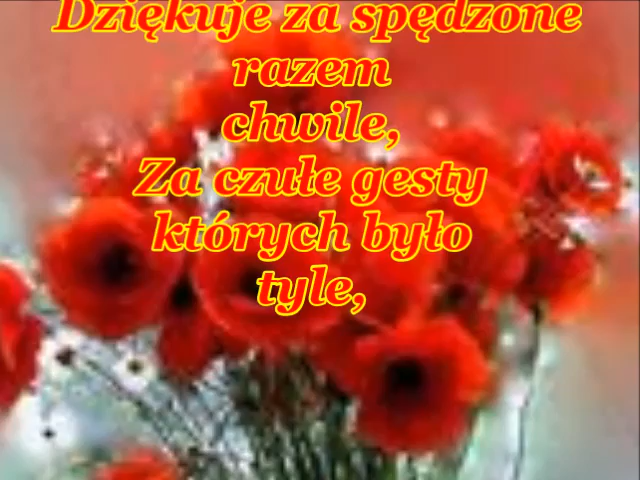 Dziękuje za spędzone
razem
chwile,
Za czułe gesty
których było
tyle,